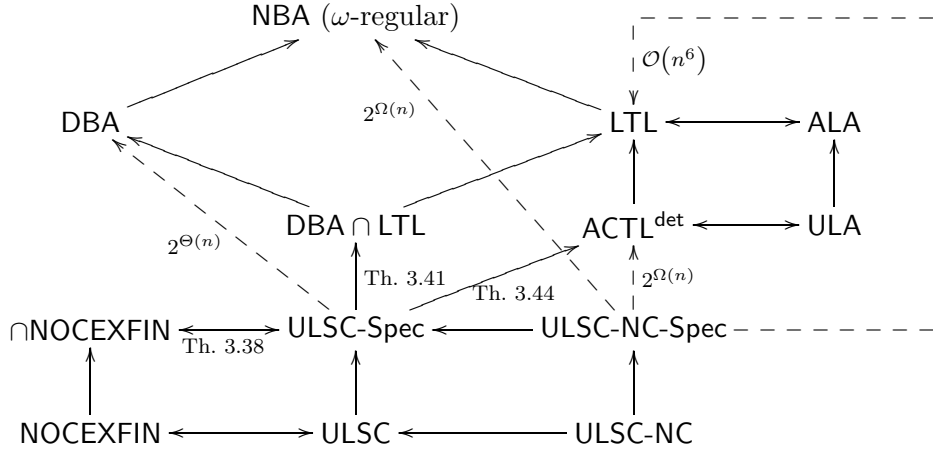 NBA (ω-regular)
𝒪(n⁶)
2^Ω(n)
DBA LTL ALA
DBA ∩ LTL ACTL^det ULA
2^Θ(n)
Th. 3.41 Th. 3.44 2^Ω(n)
∩NOCEXFIN ULSC-Spec ULSC-NC-Spec
Th. 3.38
NOCEXFIN ULSC ULSC-NC